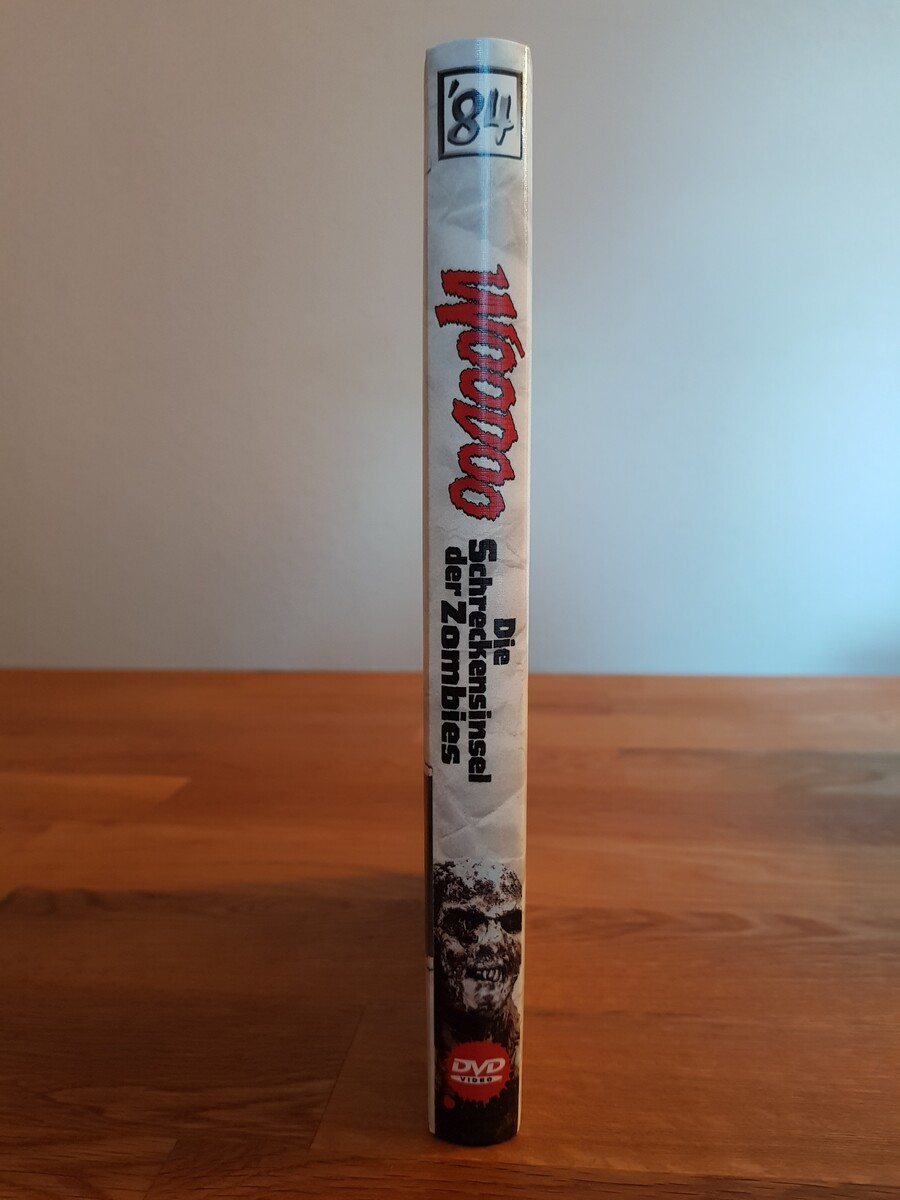 '84
WOODOO
Die
Schreckensinsel
der Zombies
DVD
VIDEO